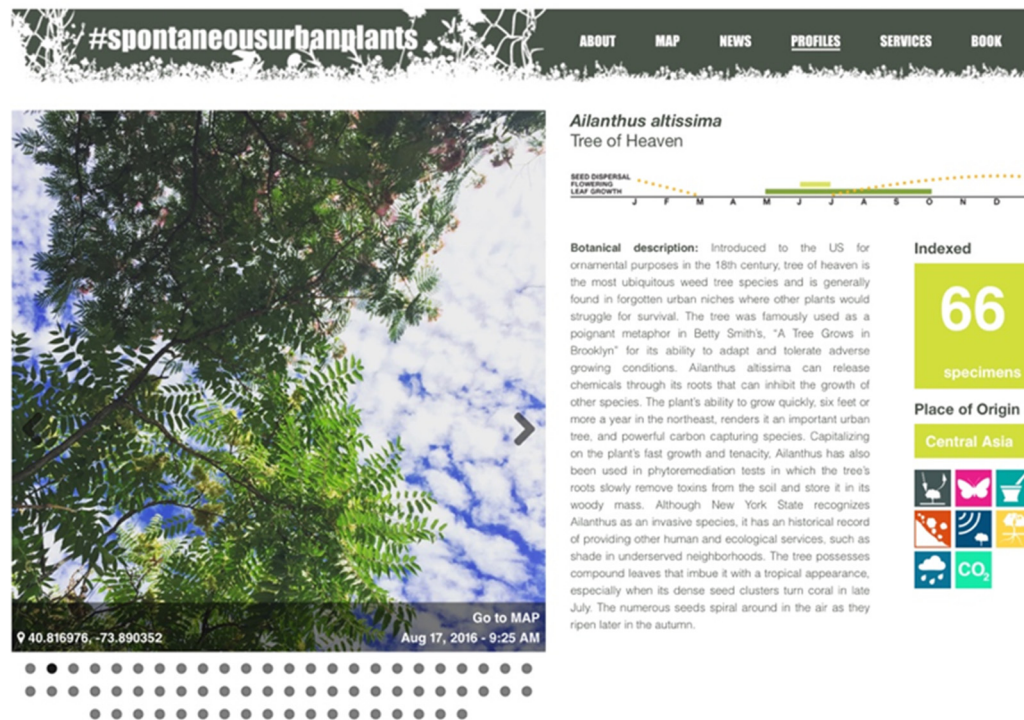 #spontaneousurbanplants
ABOUT MAP NEWS PROFILES SERVICES BOOK
Ailanthus altissima
Tree of Heaven
SEED DISPERSAL
FLOWERING
LEAF GROWTH
J F M A M J J A S O N D
Botanical description: Introduced to the US for
ornamental purposes in the 18th century, tree of heaven is
the most ubiquitous weed tree species and is generally
found in forgotten urban niches where other plants would
struggle for survival. The tree was famously used as a
poignant metaphor in Betty Smith's, "A Tree Grows in
Brooklyn" for its ability to adapt and tolerate adverse
growing conditions. Ailanthus altissima can release
chemicals through its roots that can inhibit the growth of
other species. The plant's ability to grow quickly, six feet or
more a year in the northeast, renders it an important urban
tree, and powerful carbon capturing species. Capitalizing
on the plant's fast growth and tenacity, Ailanthus has also
been used in phytoremediation tests in which the tree's
roots slowly remove toxins from the soil and store it in its
woody mass. Although New York State recognizes
Ailanthus as an invasive species, it has an historical record
of providing other human and ecological services, such as
shade in underserved neighborhoods. The tree possesses
compound leaves that imbue it with a tropical appearance,
especially when its dense seed clusters turn coral in late
July. The numerous seeds spiral around in the air as they
ripen later in the autumn.
Indexed
66
specimens
Place of Origin
Central Asia
CO2
Go to MAP
40.816976, -73.890352
Aug 17, 2016 - 9:25 AM